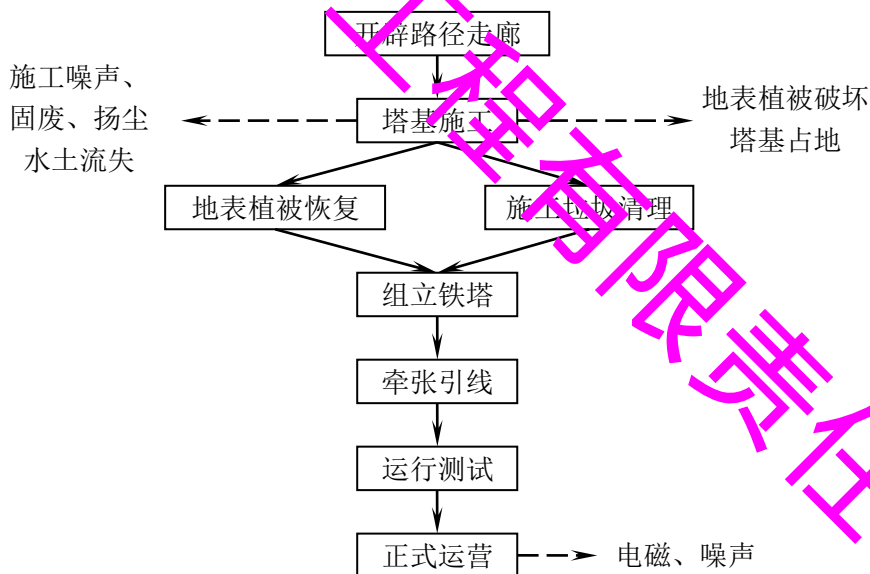 开辟路径走廊
施工噪声、
固废、扬尘
水土流失
塔基施工
地表植被破坏
塔基占地
地表植被恢复
施工垃圾清理
组立铁塔
牵张引线
运行测试
正式运营
电磁、噪声
工程有限责任